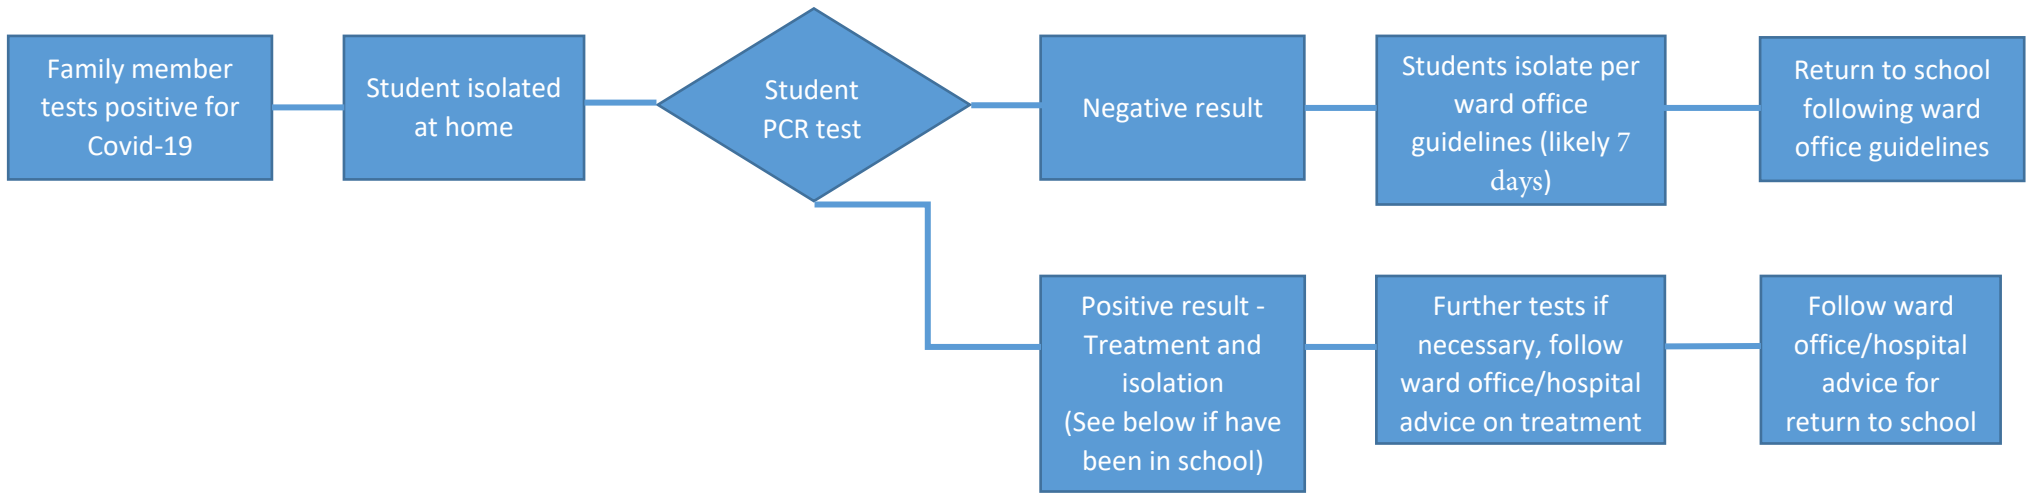 Family member
tests positive for
Covid-19
Student isolated
at home
Student
PCR test
Negative result
Students isolate per
ward office
guidelines (likely 7
days)
Return to school
following ward
office guidelines
Positive result -
Treatment and
isolation
(See below if have
been in school)
Further tests if
necessary, follow
ward office/hospital
advice on treatment
Follow ward
office/hospital
advice for
return to school